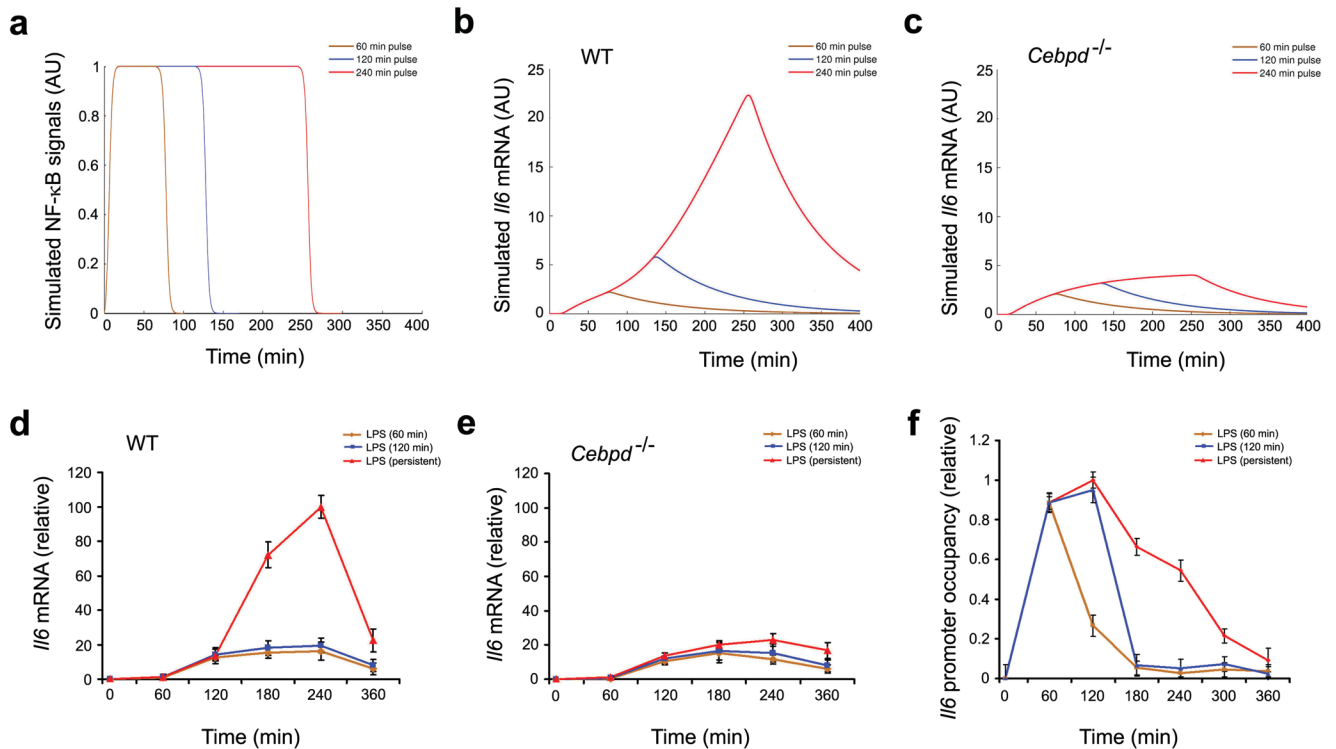 a
60 min pulse
120 min pulse
240 min pulse
Simulated NF-κB signals (AU)
1
0.8
0.6
0.4
0.2
0
0 50 100 150 200 250 300 350 400
Time (min)
b
WT
60 min pulse
120 min pulse
240 min pulse
Simulated Il6 mRNA (AU)
25
20
15
10
5
0
0 50 100 150 200 250 300 350 400
Time (min)
c
Cebpd-/-
60 min pulse
120 min pulse
240 min pulse
Simulated Il6 mRNA (AU)
25
20
15
10
5
0
0 50 100 150 200 250 300 350 400
Time (min)
d
WT
LPS (60 min)
LPS (120 min)
LPS (persistent)
Il6 mRNA (relative)
120
100
80
60
40
20
0
0 60 120 180 240 360
Time (min)
e
Cebpd-/-
LPS (60 min)
LPS (120 min)
LPS (persistent)
Il6 mRNA (relative)
120
100
80
60
40
20
0
0 60 120 180 240 360
Time (min)
f
LPS (60 min)
LPS (120 min)
LPS (persistent)
Il6 promoter occupancy (relative)
1.2
1
0.8
0.6
0.4
0.2
0
0 60 120 180 240 300 360
Time (min)